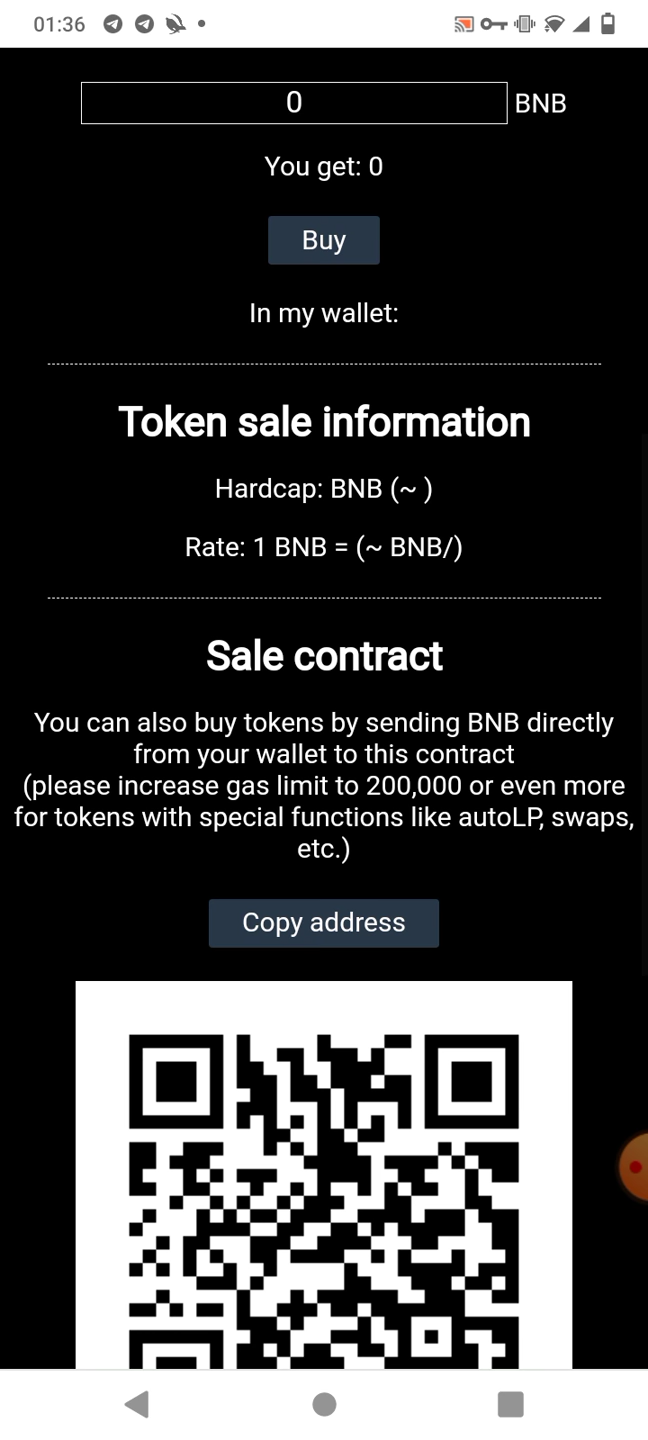 01:36
0 BNB
You get: 0
Buy
In my wallet:
Token sale information
Hardcap: BNB (~ )
Rate: 1 BNB = (~ BNB/)
Sale contract
You can also buy tokens by sending BNB directly
from your wallet to this contract
(please increase gas limit to 200,000 or even more
for tokens with special functions like autoLP, swaps,
etc.)
Copy address